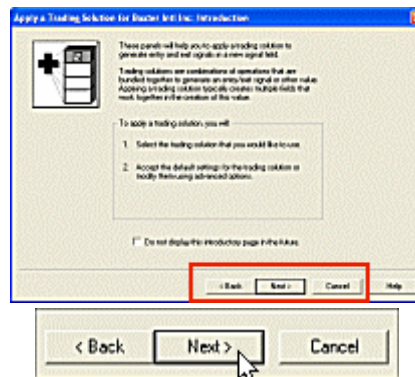 Apply a Trading Solution for Baxter Intl Inc: Introduction
These panels will help you to apply a trading solution to
generate entry and exit signals in a new signal field.
Trading solutions are combinations of operations that are
bundled together to generate an entry/exit signal or other value.
Applying a trading solution typically creates multiple fields that
work together in the creation of this value.
To apply a trading solution, you will:
1. Select the trading solution that you would like to use.
2. Accept the default settings for the trading solution or
modify them using advanced options.
Do not display this introductory page in the future.
< Back Next > Cancel Help
< Back Next > Cancel